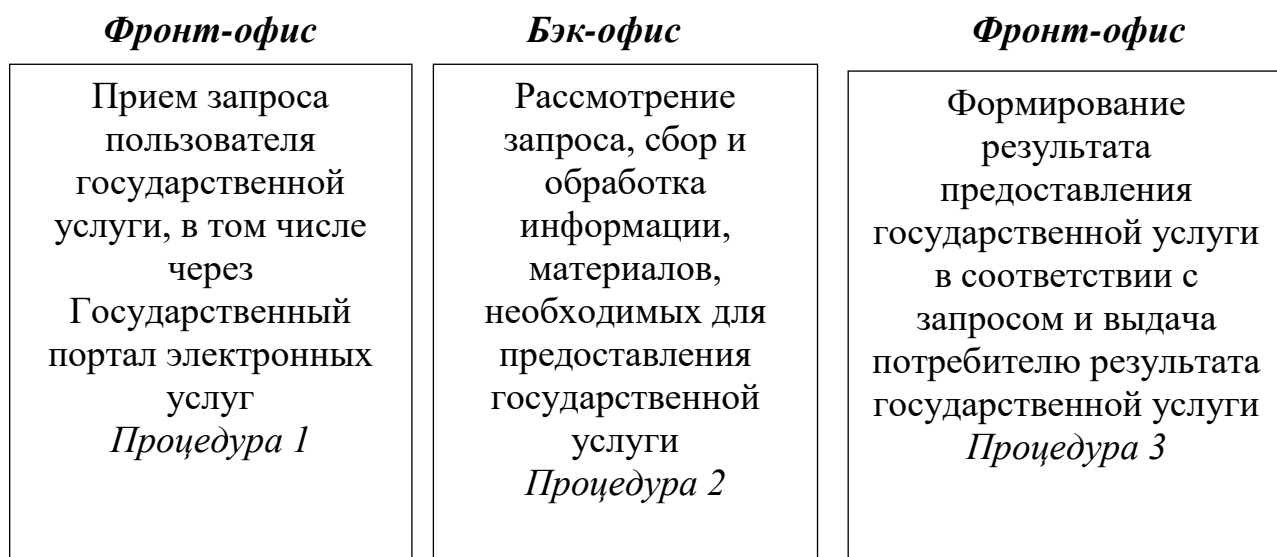 Фронт-офис
Прием запроса
пользователя
государственной
услуги, в том числе
через
Государственный
портал электронных
услуг
Процедура 1
Бэк-офис
Рассмотрение
запроса, сбор и
обработка
информации,
материалов,
необходимых для
предоставления
государственной
услуги
Процедура 2
Фронт-офис
Формирование
результата
предоставления
государственной услуги
в соответствии с
запросом и выдача
потребителю результата
государственной услуги
Процедура 3